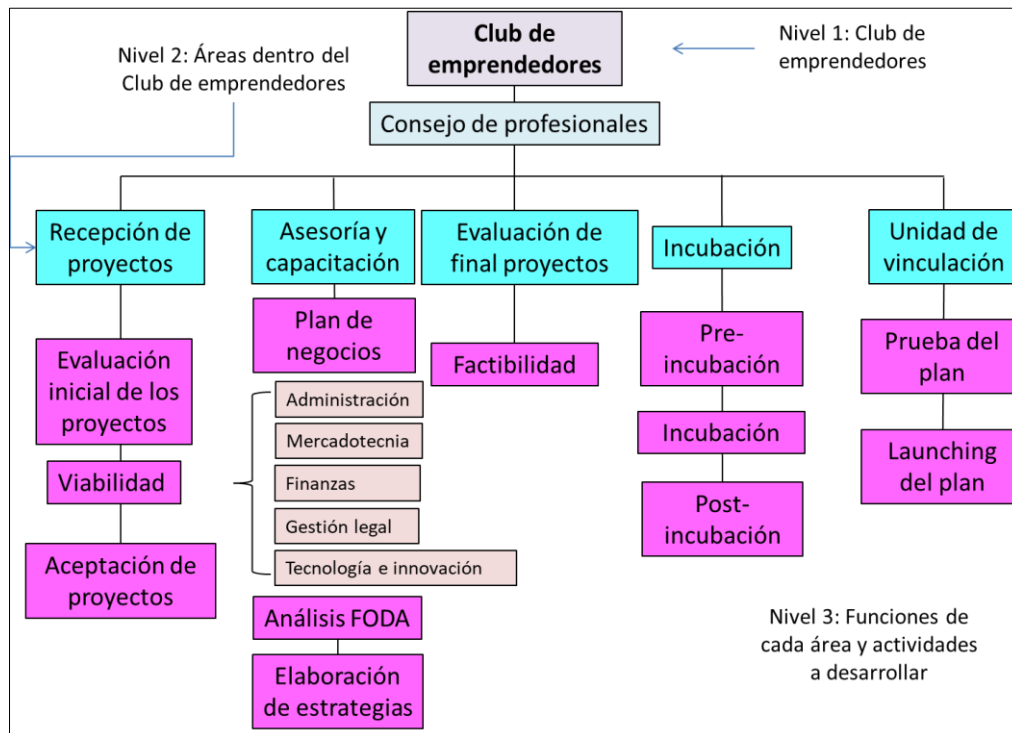 Club de
emprendedores
Nivel 1: Club de
emprendedores
Nivel 2: Áreas dentro del
Club de emprendedores
Consejo de profesionales
Recepción de
proyectos
Evaluación
inicial de los
proyectos
Viabilidad
Aceptación de
proyectos
Asesoría y
capacitación
Plan de
negocios
Administración
Mercadotecnia
Finanzas
Gestión legal
Tecnología e innovación
Análisis FODA
Elaboración
de estrategias
Evaluación de
final proyectos
Factibilidad
Incubación
Pre-
incubación
Incubación
Post-
incubación
Unidad de
vinculación
Prueba del
plan
Launching
del plan
Nivel 3: Funciones de
cada área y actividades
a desarrollar